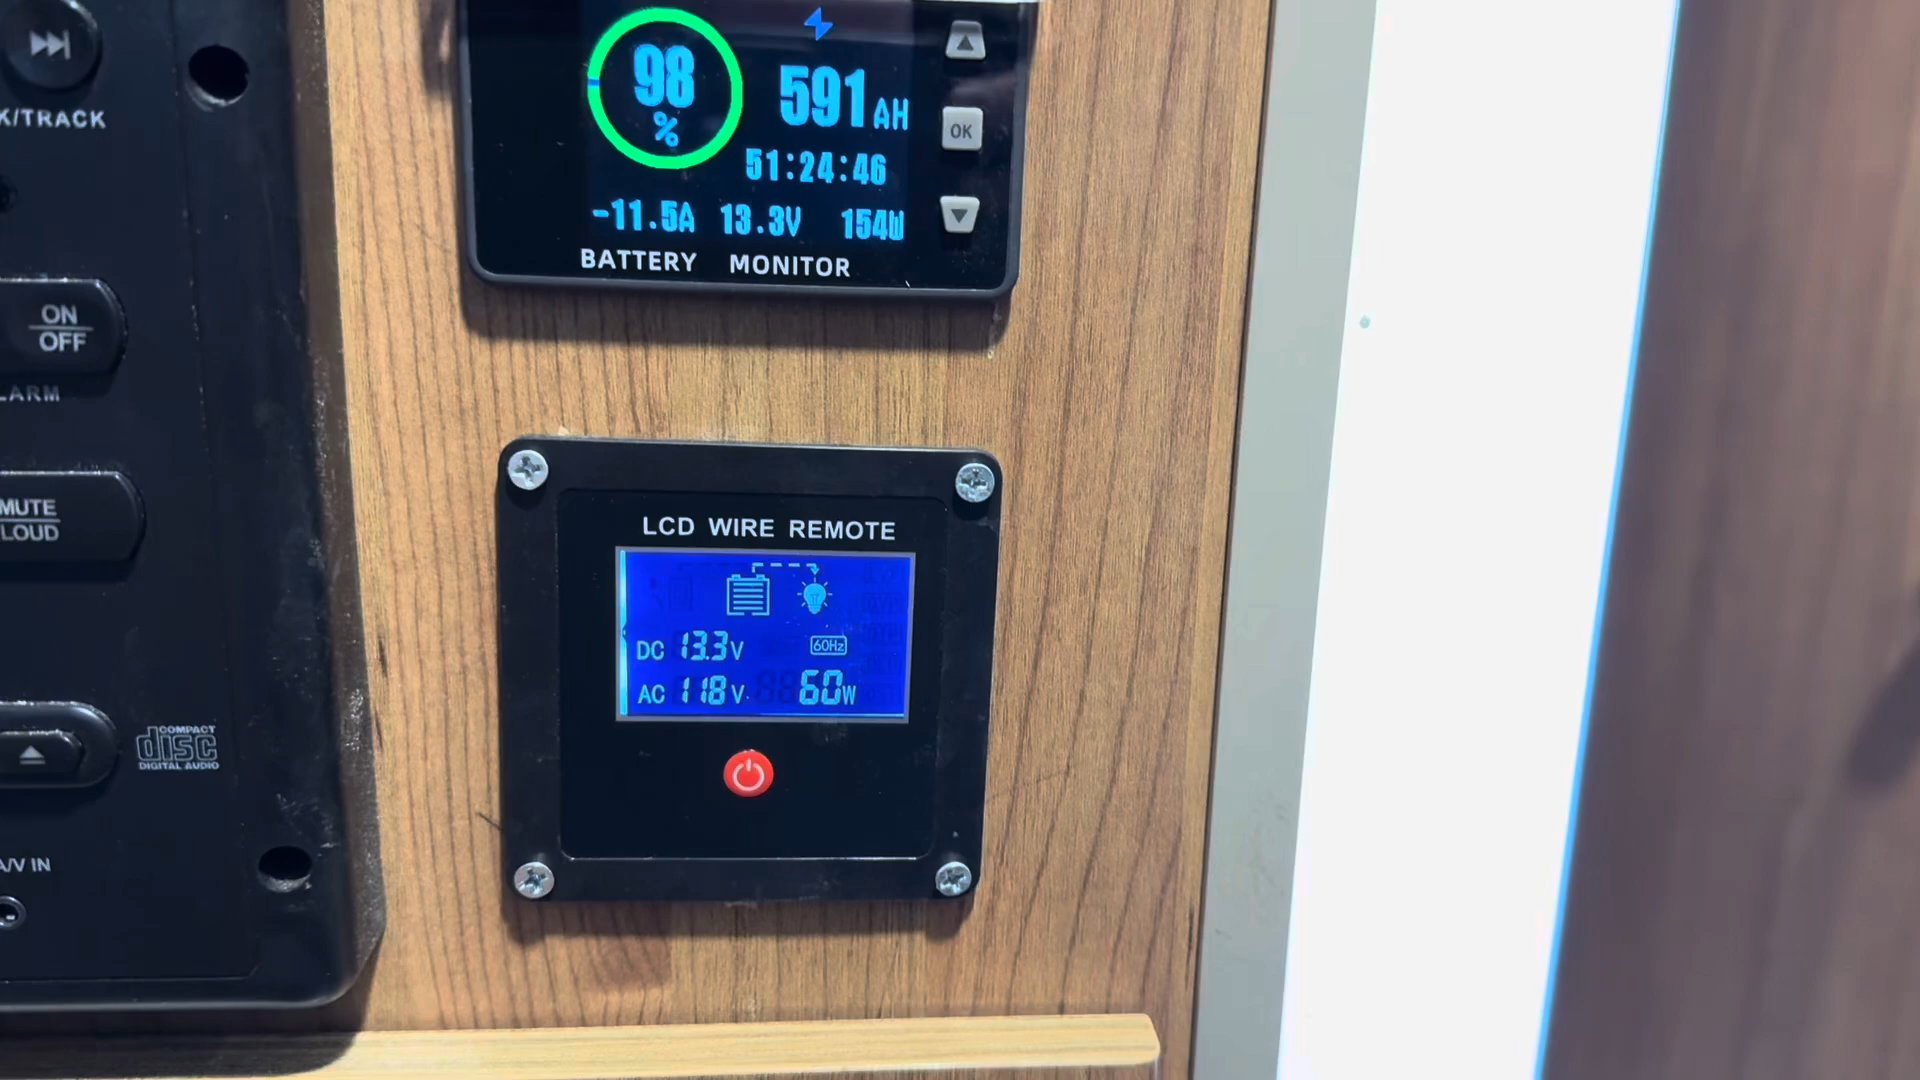 K/TRACK
ON
OFF
LARM
MUTE
LOUD
COMPACT
disc
DIGITAL AUDIO
A/V IN
98
%
591AH
51:24:46
-11.5A 13.3V 154W
OK
BATTERY MONITOR
LCD WIRE REMOTE
DC 13.3V 60Hz
AC 118V 60W